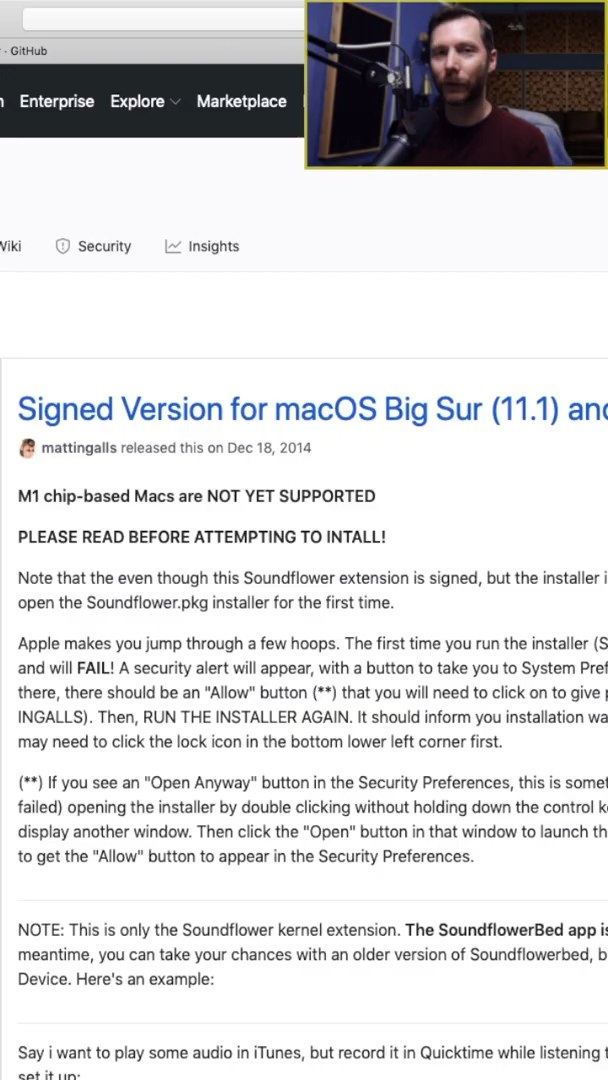 · GitHub
Enterprise Explore Marketplace
Wiki Security Insights
Signed Version for macOS Big Sur (11.1) and
mattingalls released this on Dec 18, 2014
M1 chip-based Macs are NOT YET SUPPORTED
PLEASE READ BEFORE ATTEMPTING TO INTALL!
Note that the even though this Soundflower extension is signed, but the installer i
open the Soundflower.pkg installer for the first time.
Apple makes you jump through a few hoops. The first time you run the installer (S
and will FAIL! A security alert will appear, with a button to take you to System Pref
there, there should be an "Allow" button (**) that you will need to click on to give p
INGALLS). Then, RUN THE INSTALLER AGAIN. It should inform you installation wa
may need to click the lock icon in the bottom lower left corner first.
(**) If you see an "Open Anyway" button in the Security Preferences, this is somet
failed) opening the installer by double clicking without holding down the control k
display another window. Then click the "Open" button in that window to launch th
to get the "Allow" button to appear in the Security Preferences.
NOTE: This is only the Soundflower kernel extension. The SoundflowerBed app is
meantime, you can take your chances with an older version of Soundflowerbed, b
Device. Here's an example:
Say i want to play some audio in iTunes, but record it in Quicktime while listening t
set it up: